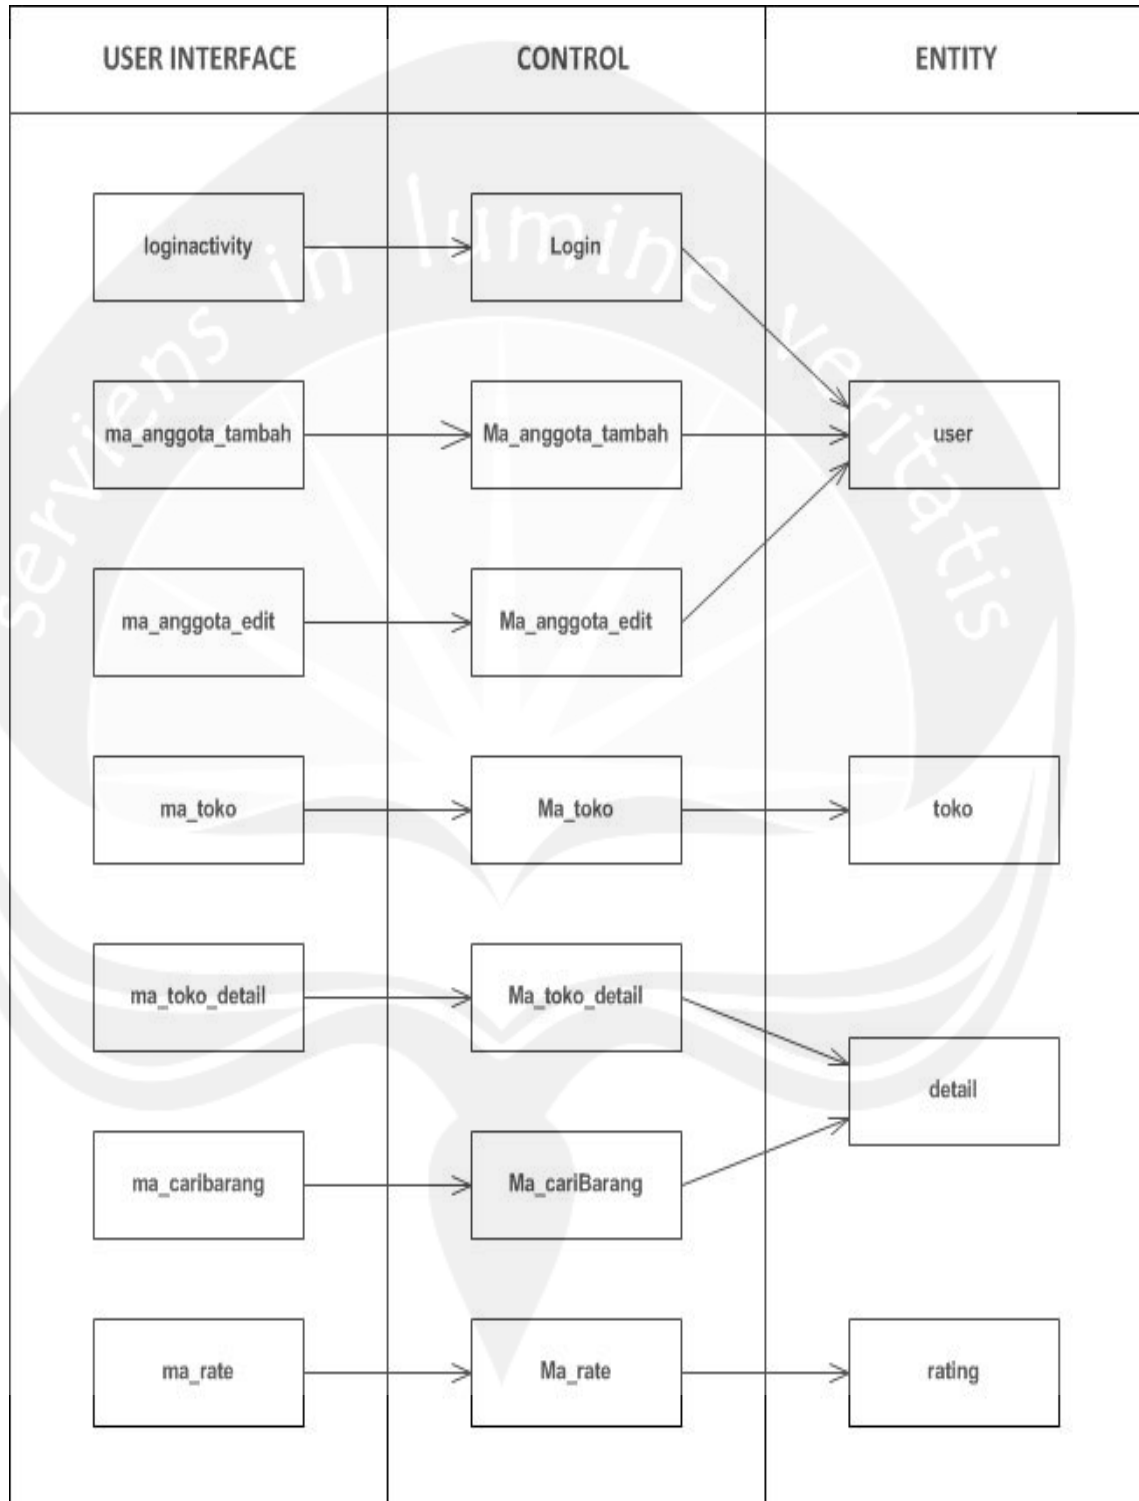 USER INTERFACE CONTROL ENTITY
loginactivity Login
ma_anggota_tambah Ma_anggota_tambah user
ma_anggota_edit Ma_anggota_edit
ma_toko Ma_toko toko
ma_toko_detail Ma_toko_detail
detail
ma_caribarang Ma_cariBarang
ma_rate Ma_rate rating
serviens in lumine veritatis